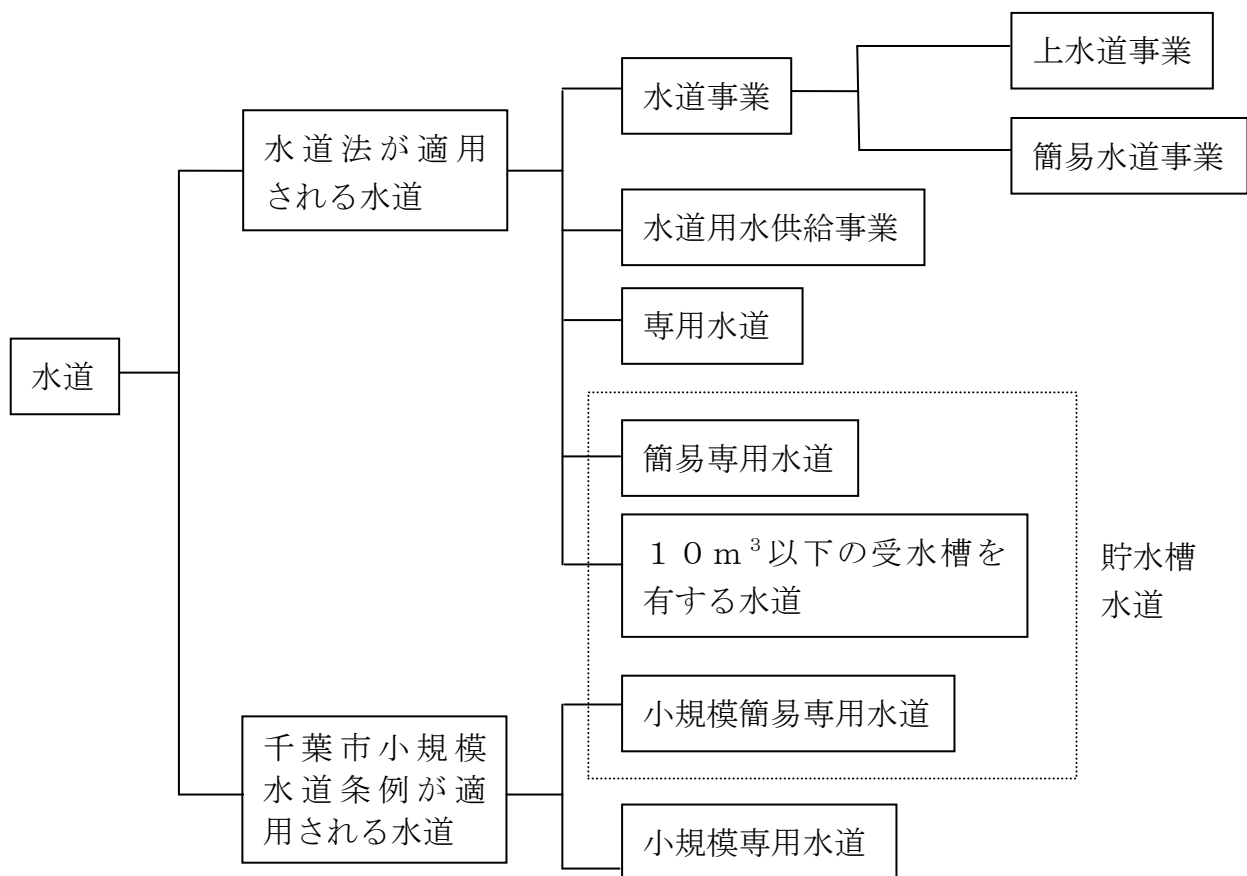 水道
水道法が適用
される水道
千葉市小規模
水道条例が適
用される水道
水道事業
上水道事業
簡易水道事業
水道用水供給事業
専用水道
簡易専用水道
１０ｍ³以下の受水槽を
有する水道
小規模簡易専用水道
小規模専用水道
貯水槽
水道